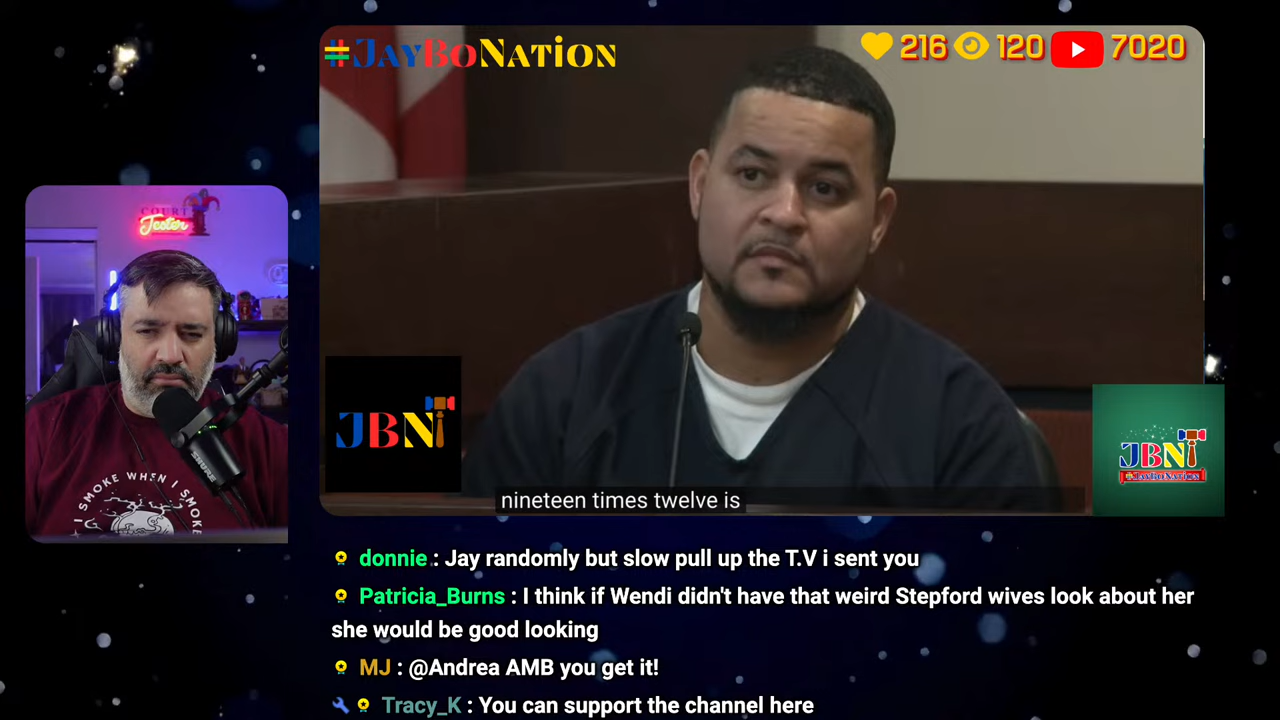 #JAYBONATiON
216
120
7020
COURT
Jester
I SMOKE WHEN I SMOKE
SHURE
JBN
JBN
#JAYBONATiON
nineteen times twelve is
donnie : Jay randomly but slow pull up the T.V i sent you
Patricia_Burns : I think if Wendi didn't have that weird Stepford wives look about her
she would be good looking
MJ : @Andrea AMB you get it!
Tracy_K : You can support the channel here